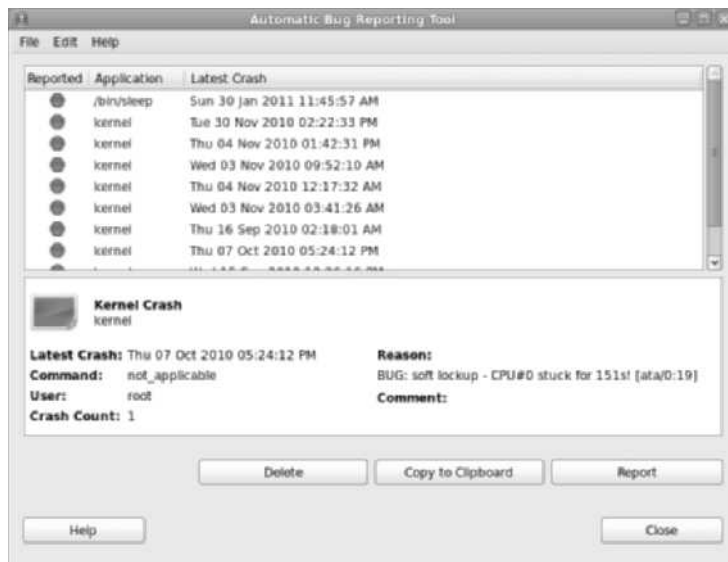 Automatic Bug Reporting Tool
File Edit Help
Reported Application Latest Crash
/bin/sleep Sun 30 Jan 2011 11:45:57 AM
kernel Tue 30 Nov 2010 02:22:33 PM
kernel Thu 04 Nov 2010 01:42:31 PM
kernel Wed 03 Nov 2010 09:52:10 AM
kernel Thu 04 Nov 2010 12:17:32 AM
kernel Wed 03 Nov 2010 03:41:26 AM
kernel Thu 16 Sep 2010 02:18:01 AM
kernel Thu 07 Oct 2010 05:24:12 PM
Kernel Crash
kernel
Latest Crash: Thu 07 Oct 2010 05:24:12 PM
Command: not_applicable
User: root
Crash Count: 1
Reason:
BUG: soft lockup - CPU#0 stuck for 151s! [ata/0:19]
Comment:
Delete Copy to Clipboard Report
Help Close